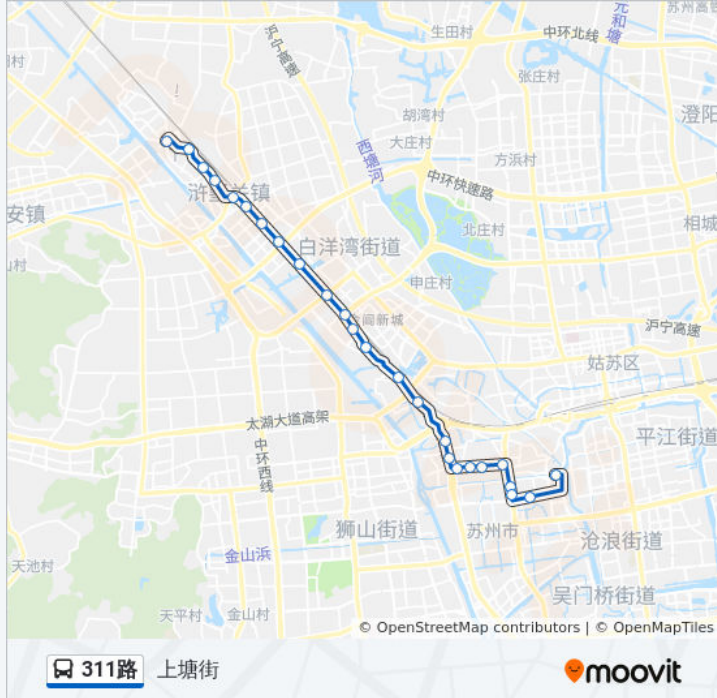 苏州高
元和塘
沪宁高速
生田村
中环北线
张庄村
村
胡湾村
澄阳
大庄村
西塘河
方浜村
中环快速路
浒墅关镇
安镇
相城
北庄村
白洋湾街道
山村
申庄村
金阊新城
沪宁高速
姑苏区
太湖大道高架
平江街道
中环西线
狮山街道
苏州市
沧浪街道
金山浜
天池村
吴门桥街道
天平村
金山村
© OpenStreetMap contributors | © OpenMapTiles
311路
上塘街
moovit